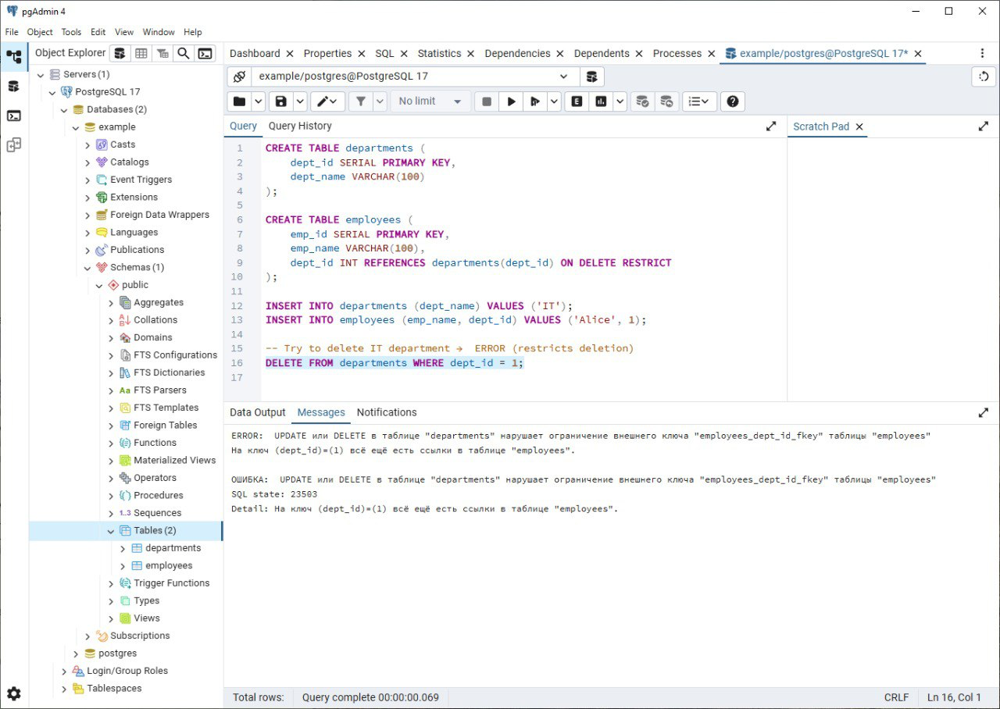 pgAdmin 4
File Object Tools Edit View Window Help
Object Explorer
Dashboard Properties SQL Statistics Dependencies Dependents Processes example/postgres@PostgreSQL 17*
Servers (1)
PostgreSQL 17
Databases (2)
example
Casts
Catalogs
Event Triggers
Extensions
Foreign Data Wrappers
Languages
Publications
Schemas (1)
public
Aggregates
Collations
Domains
FTS Configurations
FTS Dictionaries
Aa FTS Parsers
FTS Templates
Foreign Tables
Functions
Materialized Views
Operators
Procedures
1..3 Sequences
Tables (2)
departments
employees
Trigger Functions
Types
Views
Subscriptions
postgres
Login/Group Roles
Tablespaces
example/postgres@PostgreSQL 17
No limit
E
Query Query History
Scratch Pad
1 CREATE TABLE departments (
2 dept_id SERIAL PRIMARY KEY,
3 dept_name VARCHAR(100)
4 );
5
6 CREATE TABLE employees (
7 emp_id SERIAL PRIMARY KEY,
8 emp_name VARCHAR(100),
9 dept_id INT REFERENCES departments(dept_id) ON DELETE RESTRICT
10 );
11
12 INSERT INTO departments (dept_name) VALUES ('IT');
13 INSERT INTO employees (emp_name, dept_id) VALUES ('Alice', 1);
14
15 -- Try to delete IT department → ERROR (restricts deletion)
16 DELETE FROM departments WHERE dept_id = 1;
17
Data Output Messages Notifications
ERROR: UPDATE или DELETE в таблице "departments" нарушает ограничение внешнего ключа "employees_dept_id_fkey" таблицы "employees"
На ключ (dept_id)=(1) всё ещё есть ссылки в таблице "employees".
ОШИБКА: UPDATE или DELETE в таблице "departments" нарушает ограничение внешнего ключа "employees_dept_id_fkey" таблицы "employees"
SQL state: 23503
Detail: На ключ (dept_id)=(1) всё ещё есть ссылки в таблице "employees".
Total rows: Query complete 00:00:00.069 CRLF Ln 16, Col 1